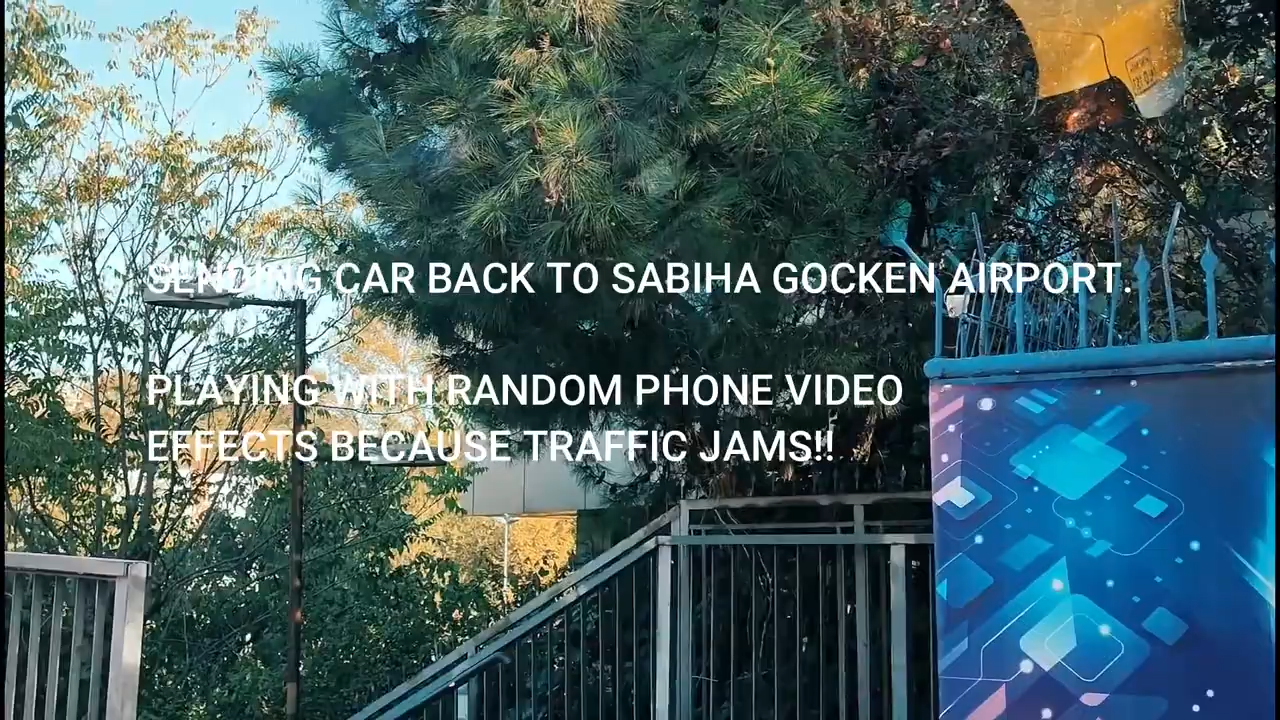 SENDING CAR BACK TO SABIHA GOCKEN AIRPORT.
PLAYING WITH RANDOM PHONE VIDEO
EFFECTS BECAUSE TRAFFIC JAMS!!